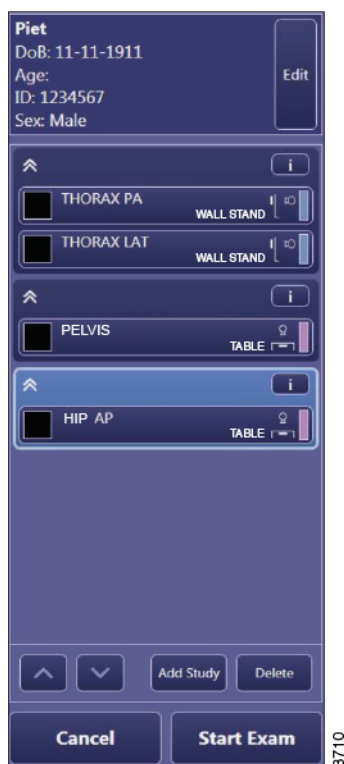 Piet
DoB: 11-11-1911
Age:
ID: 1234567
Sex: Male
Edit
i
THORAX PA
WALL STAND
THORAX LAT
WALL STAND
i
PELVIS
TABLE
i
HIP AP
TABLE
Add Study
Delete
Cancel
Start Exam
3710